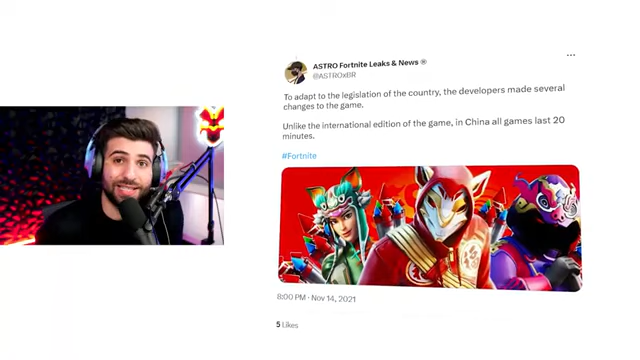 ASTRO Fortnite Leaks & News ®
@ASTROxBR
To adapt to the legislation of the country, the developers made several
changes to the game.
Unlike the international edition of the game, in China all games last 20
minutes.
#Fortnite
8:00 PM · Nov 14, 2021
5 Likes